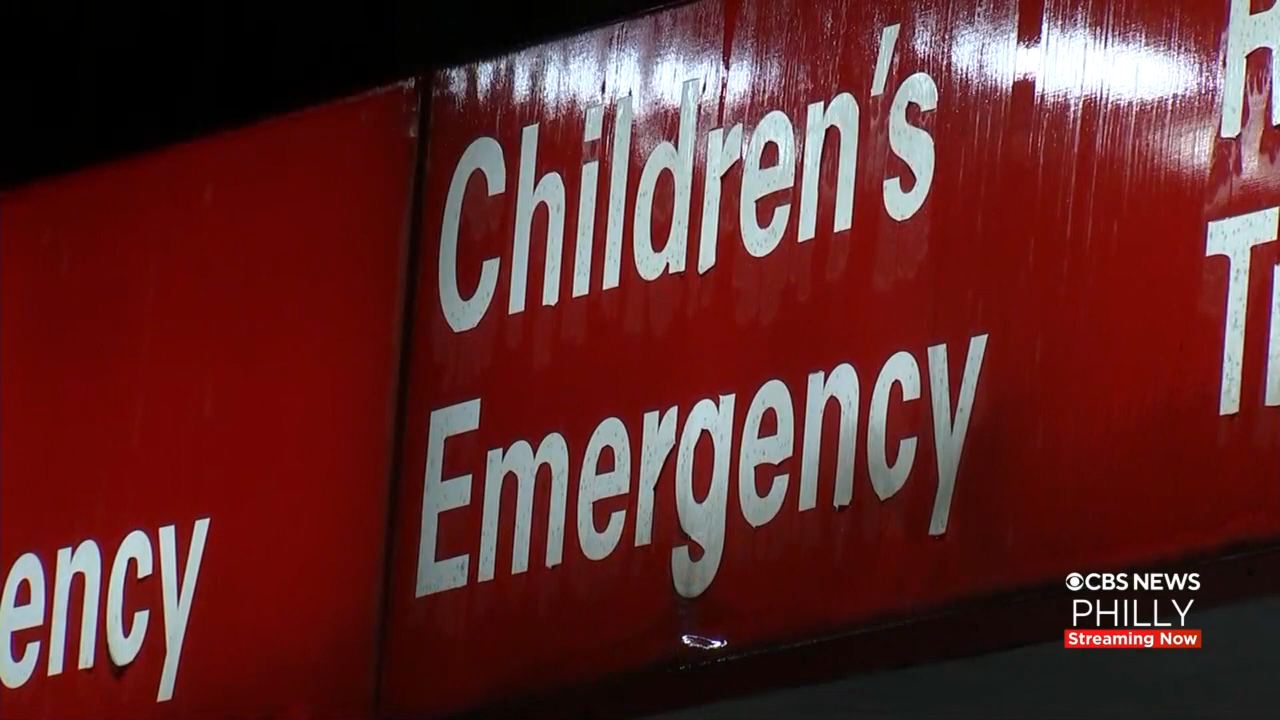 Children's
Emergency
ency
CBS NEWS
PHILLY
Streaming Now